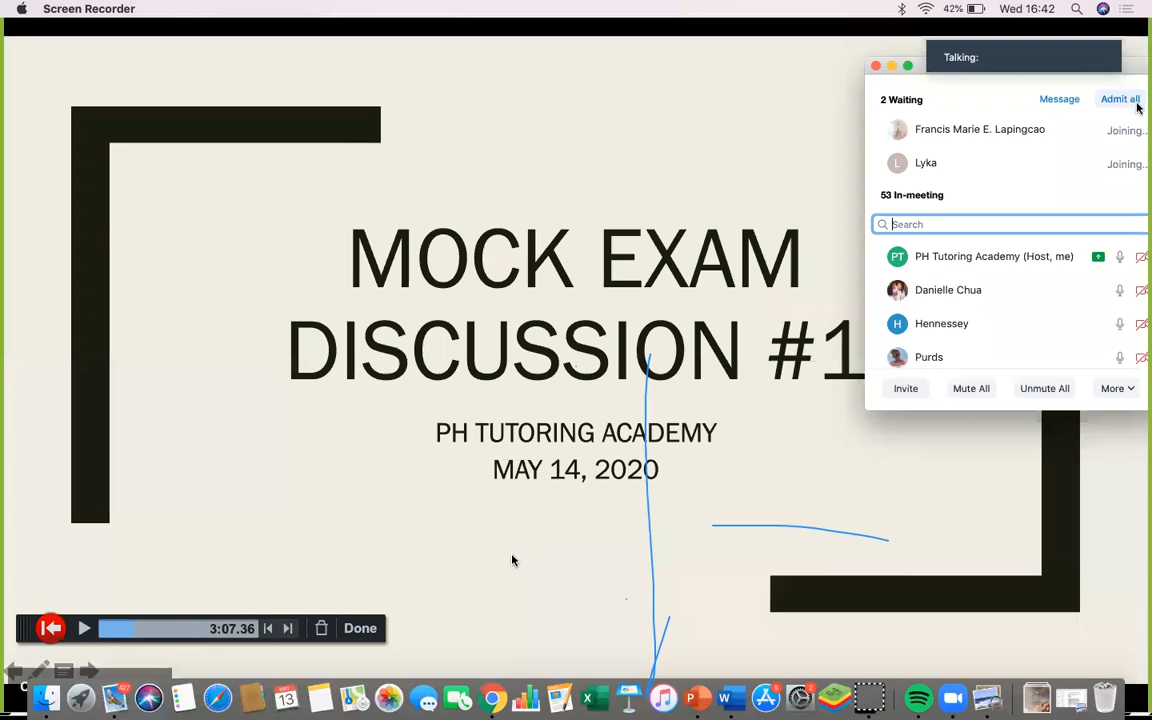 Screen Recorder
42%
Wed 16:42
Talking:
2 Waiting
Message
Admit all
Francis Marie E. Lapingcao
Joining..
L
Lyka
Joining..
53 In-meeting
Search
PT
PH Tutoring Academy (Host, me)
Danielle Chua
H
Hennessey
Purds
Invite
Mute All
Unmute All
More
MOCK EXAM
DISCUSSION #1
PH TUTORING ACADEMY
MAY 14, 2020
3:07.36
Done